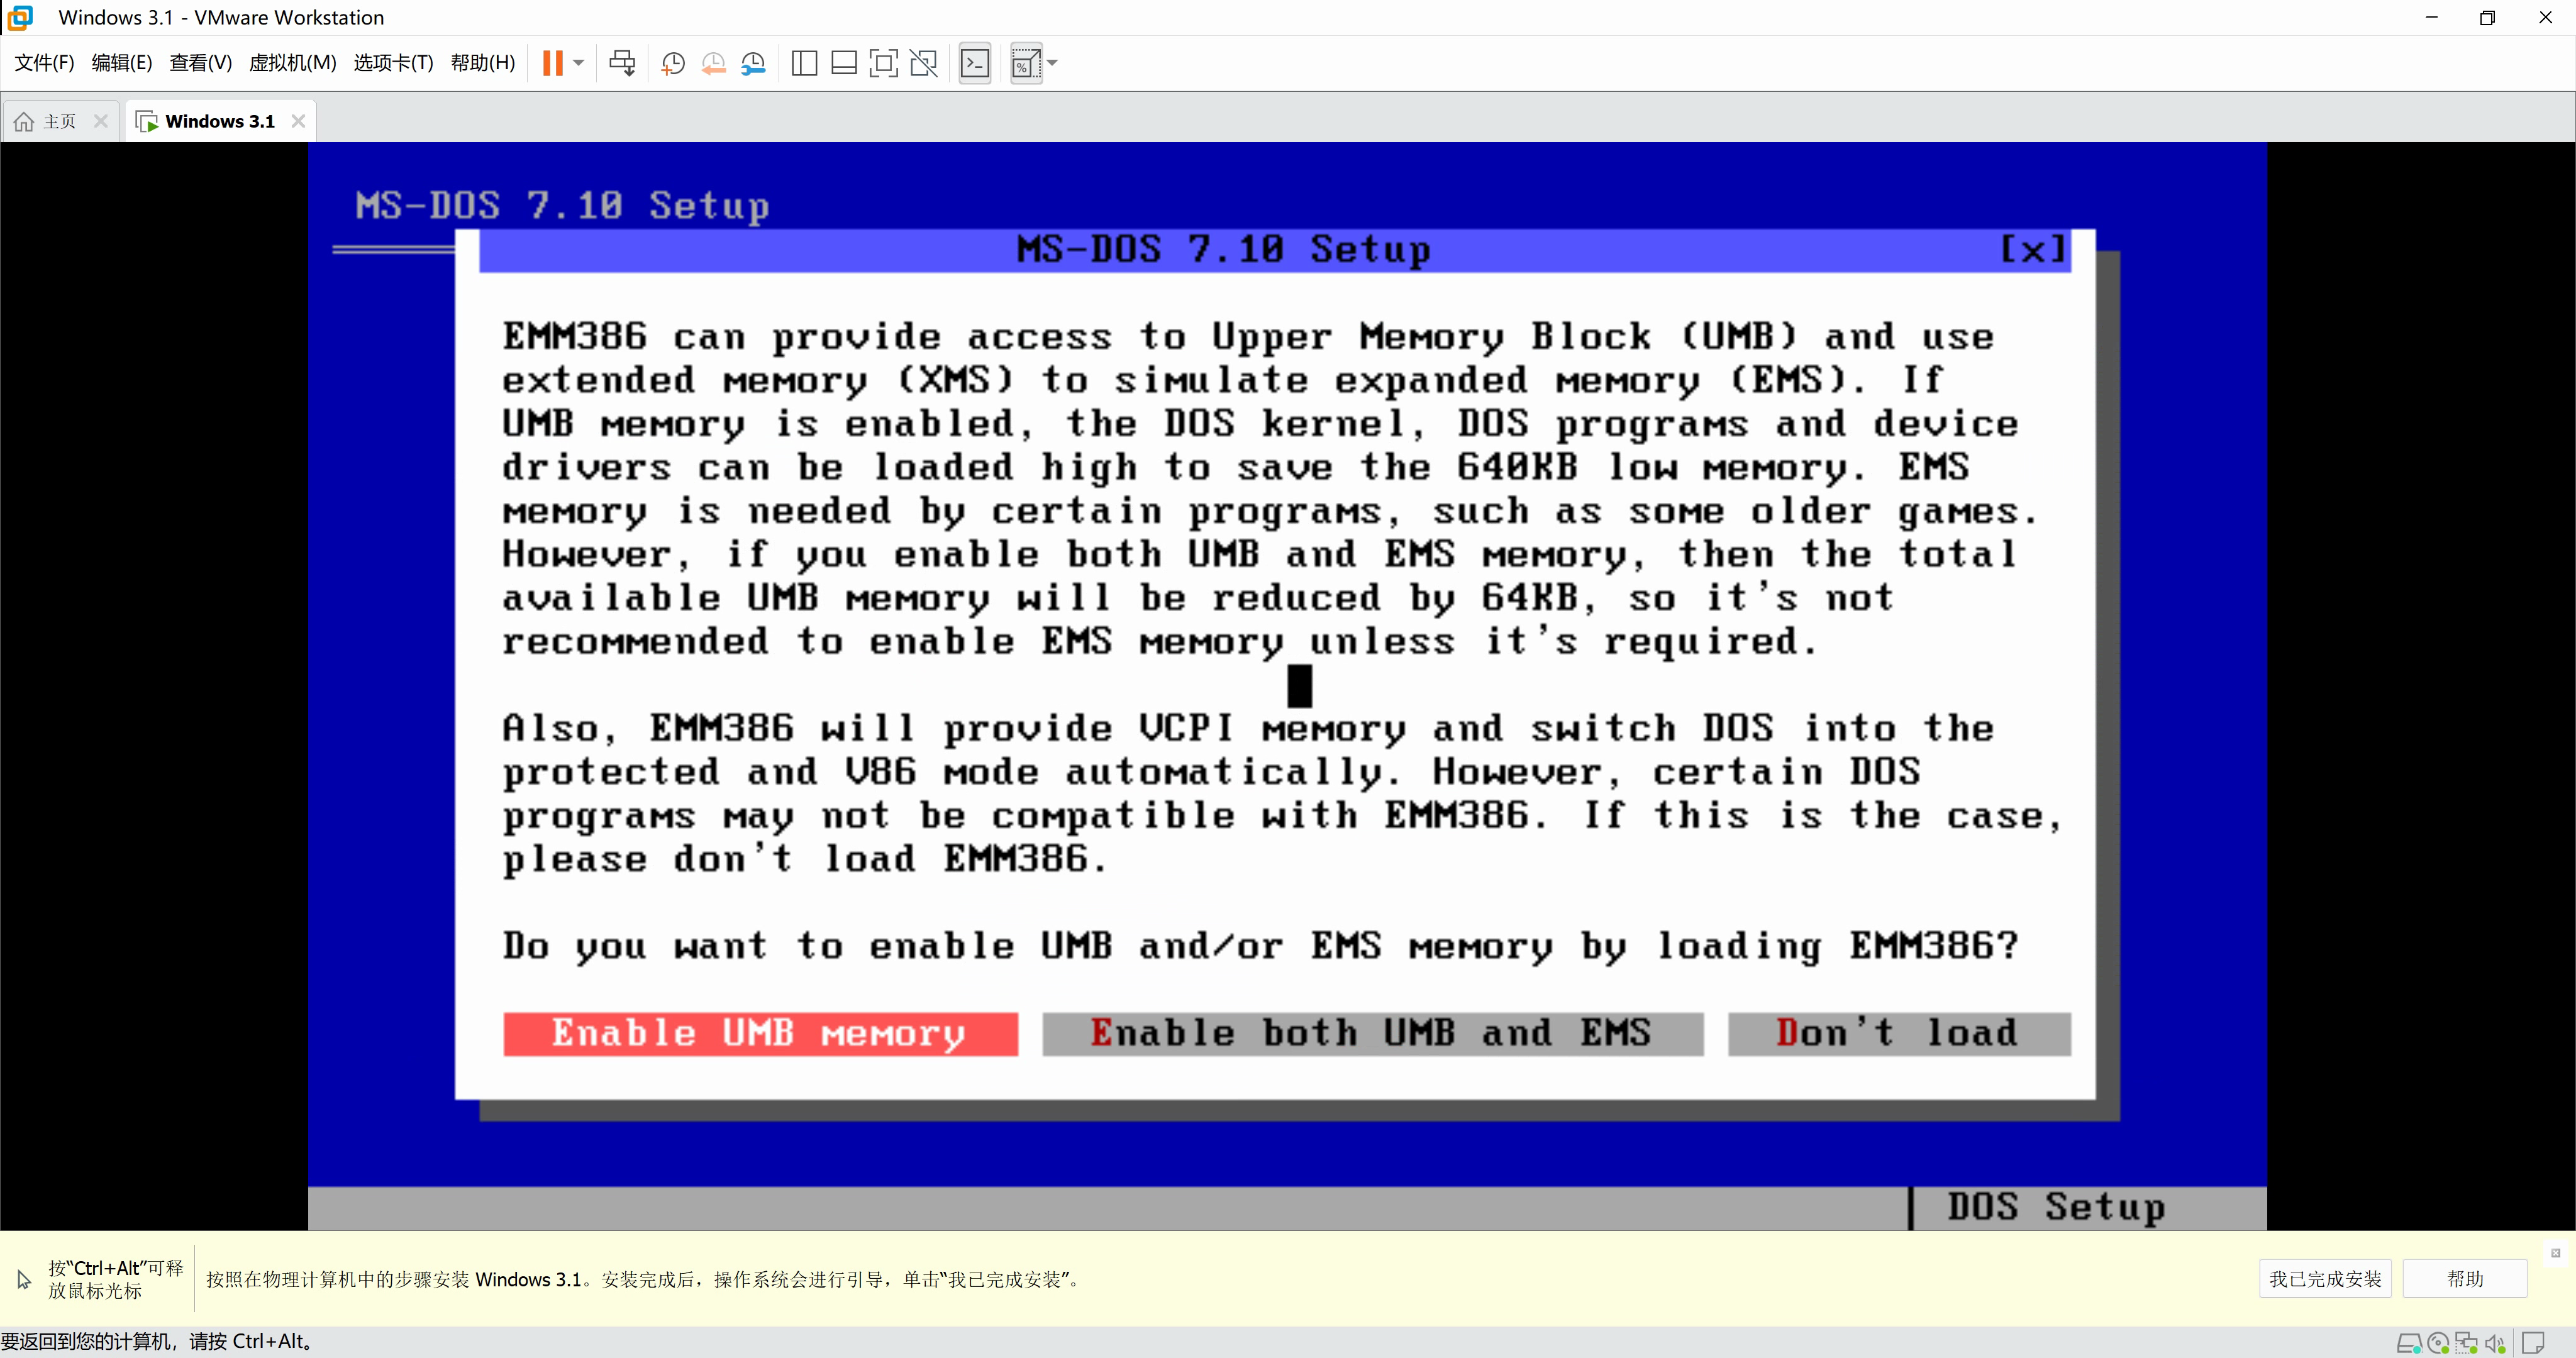 Windows 3.1 - VMware Workstation
文件(F) 编辑(E) 查看(V) 虚拟机(M) 选项卡(T) 帮助(H)
主页 Windows 3.1
MS-DOS 7.10 Setup
MS-DOS 7.10 Setup [x]
EMM386 can provide access to Upper Memory Block (UMB) and use
extended memory (XMS) to simulate expanded memory (EMS). If
UMB memory is enabled, the DOS kernel, DOS programs and device
drivers can be loaded high to save the 640KB low memory. EMS
memory is needed by certain programs, such as some older games.
However, if you enable both UMB and EMS memory, then the total
available UMB memory will be reduced by 64KB, so it's not
recommended to enable EMS memory unless it's required.
Also, EMM386 will provide VCPI memory and switch DOS into the
protected and V86 mode automatically. However, certain DOS
programs may not be compatible with EMM386. If this is the case,
please don't load EMM386.
Do you want to enable UMB and/or EMS memory by loading EMM386?
Enable UMB memory Enable both UMB and EMS Don't load
DOS Setup
按“Ctrl+Alt”可释
放鼠标光标
按照在物理计算机中的步骤安装 Windows 3.1。安装完成后，操作系统会进行引导，单击“我已完成安装”。
我已完成安装 帮助
要返回到您的计算机，请按 Ctrl+Alt。